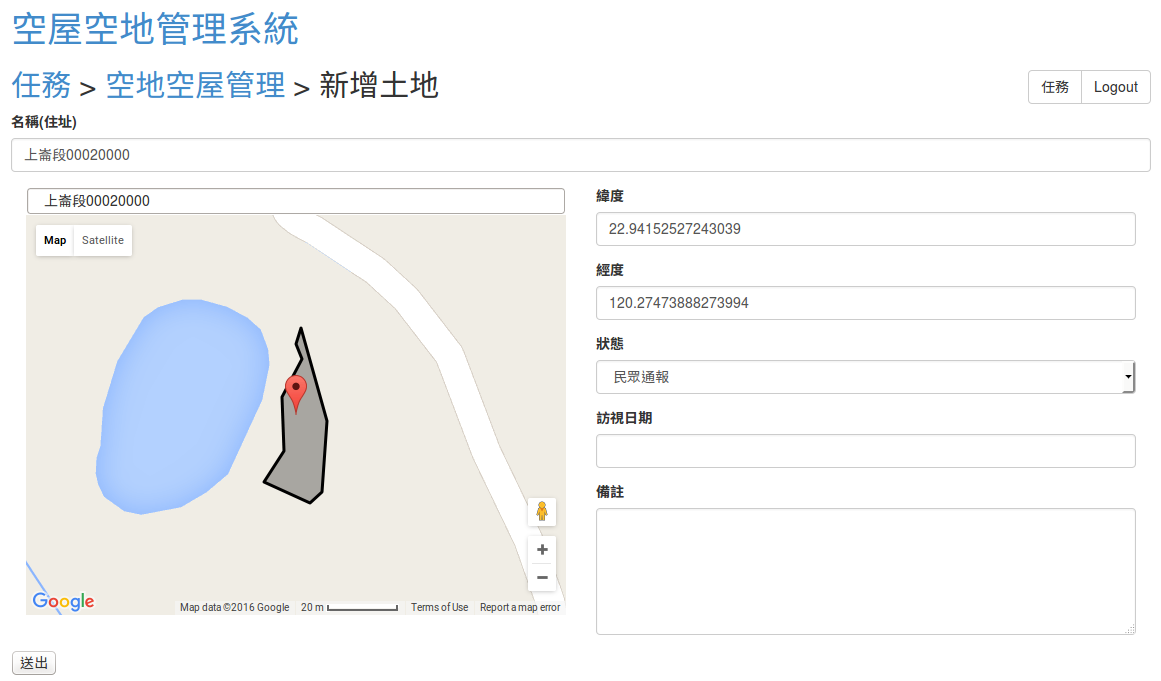 空屋空地管理系統
任務 > 空地空屋管理 > 新增土地
任務 Logout
名稱(住址)
上崙段00020000
上崙段00020000
Map Satellite
Google
Map data ©2016 Google 20 m Terms of Use Report a map error
緯度
22.94152527243039
經度
120.27473888273994
狀態
民眾通報
訪視日期
備註
送出